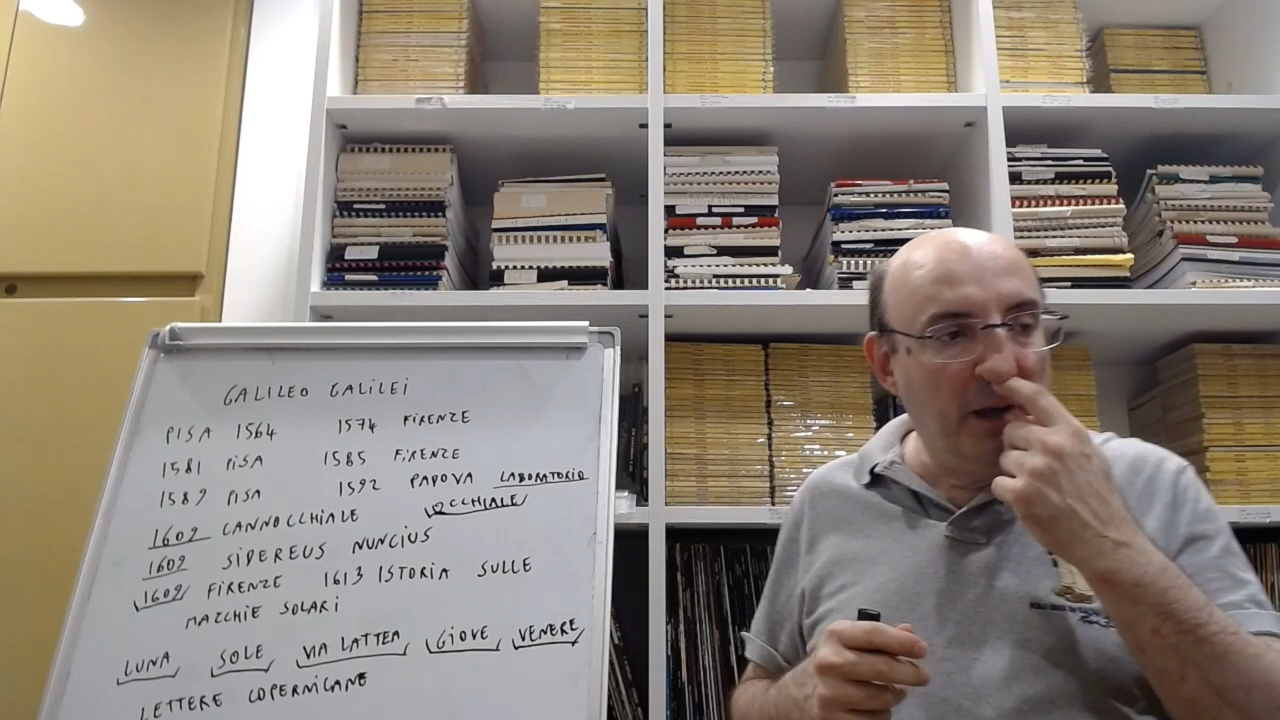 GALILEO GALILEI
PISA 1564 1574 FIRENZE
1581 PISA 1585 FIRENZE
1589 PISA 1592 PADOVA LABORATORIO
OCCHIALE
1609 CANNOCCHIALE
1609 SIDEREUS NUNCIUS
1609 FIRENZE 1613 ISTORIA SULLE
MACCHIE SOLARI
LUNA SOLE VIA LATTEA GIOVE VENERE
LETTERE COPERNICANE